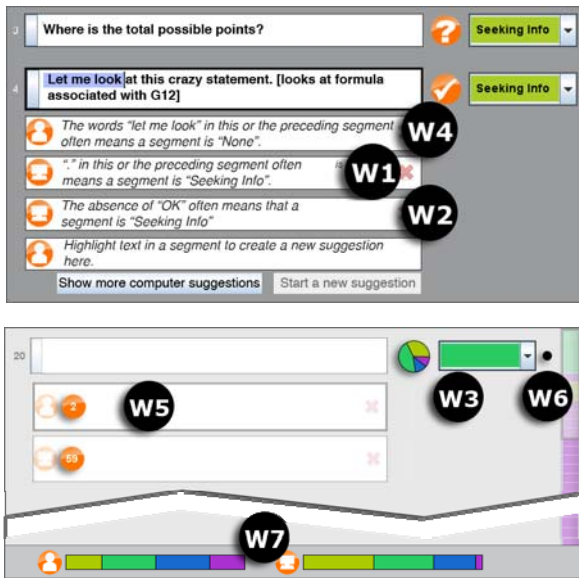 3 Where is the total possible points? ? Seeking Info
4 Let me look at this crazy statement. [looks at formula Seeking Info
associated with G12]
The words “let me look” in this or the preceding segment W4
often means a segment is “None”.
“.” in this or the preceding segment often is W1
means a segment is “Seeking Info”.
The absence of “OK” often means that a W2
segment is “Seeking Info”
Highlight text in a segment to create a new suggestion
here.
Show more computer suggestions Start a new suggestion
20
W3 W6
2 W5
59
W7